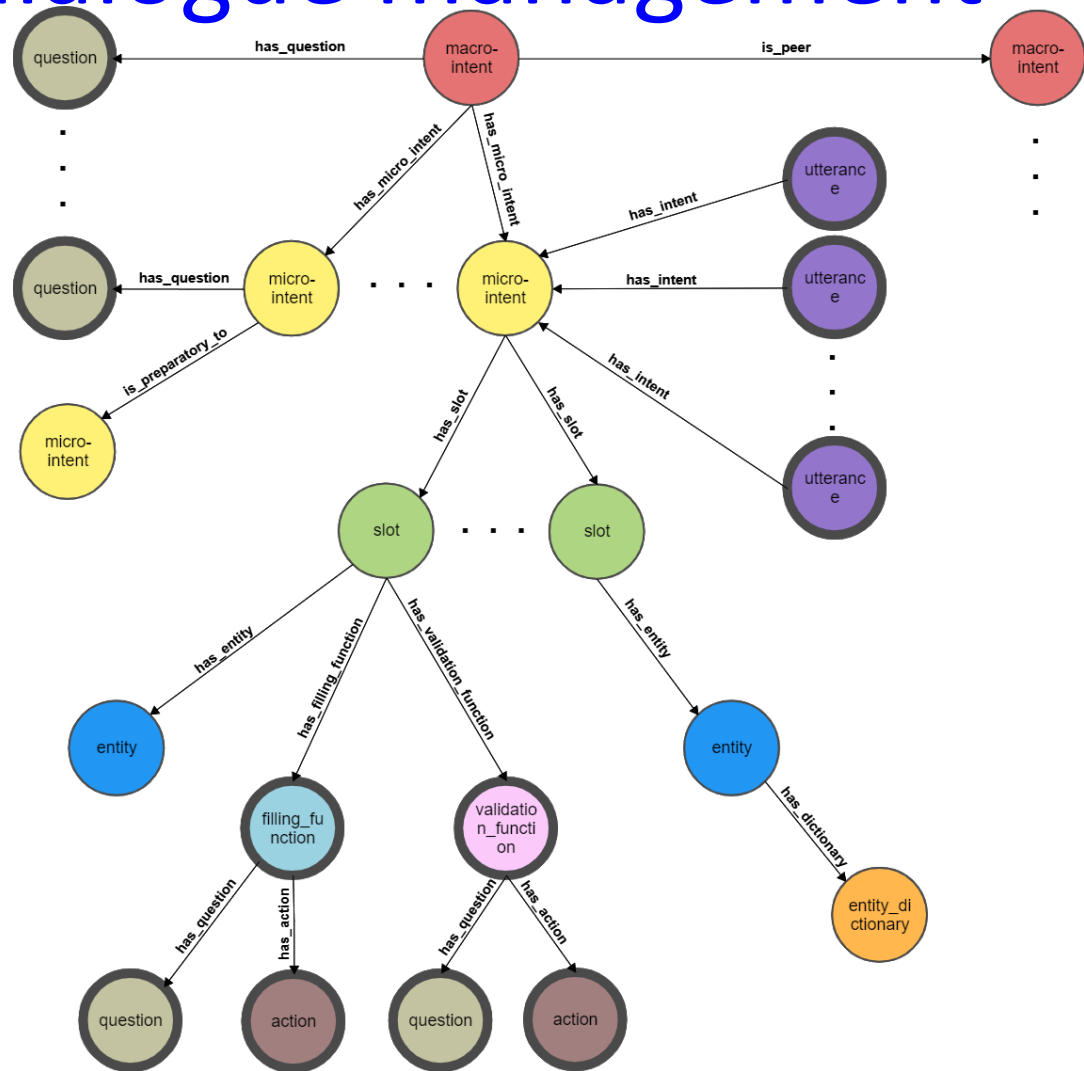 dialogue management
question
has_question
macro-
intent
is_peer
macro-
intent
has_micro_intent
has_micro_intent
utteranc
e
has_intent
question
has_question
micro-
intent
micro-
intent
has_intent
utteranc
e
is_preparatory_to
has_intent
micro-
intent
has_slot
has_slot
utteranc
e
slot
slot
has_entity
has_filling_function
has_validation_function
has_entity
entity
entity
filling_fu
nction
validatio
n_functi
on
has_dictionary
entity_di
ctionary
has_question
has_action
has_question
has_action
question
action
question
action